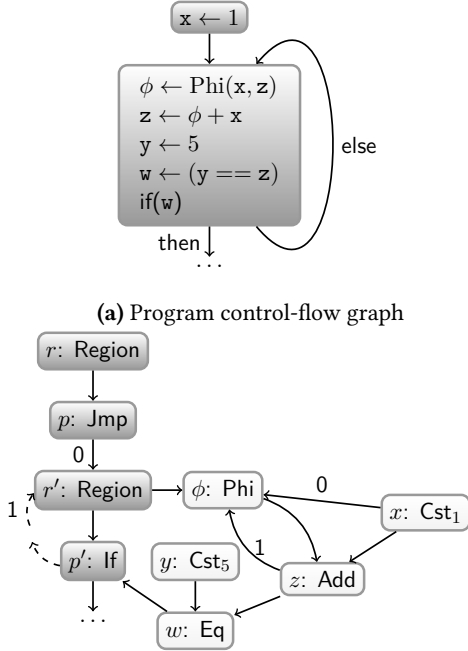 x ← 1
ϕ ← Phi(x, z)
z ← ϕ + x
y ← 5
w ← (y == z)
if(w)
else
then
...
(a) Program control-flow graph
r: Region
p: Jmp
0
r′: Region
ϕ: Phi
0
x: Cst₁
1
p′: If
y: Cst₅
1
z: Add
...
w: Eq